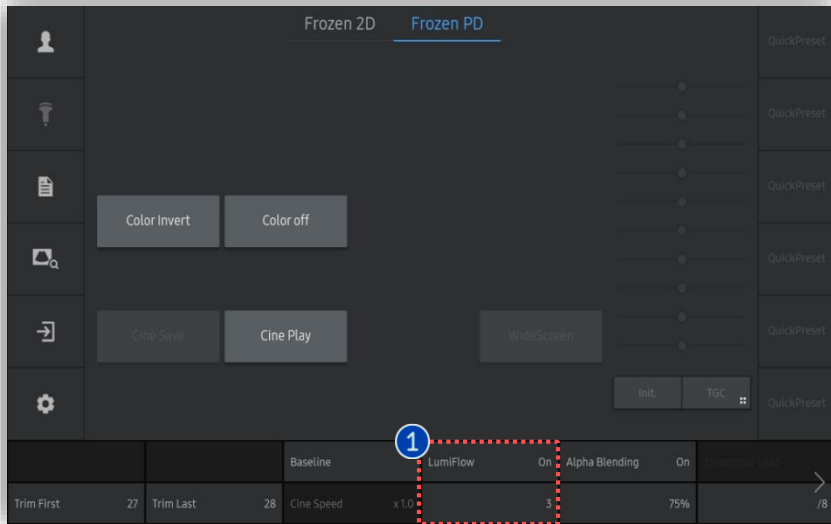 Frozen 2D Frozen PD
QuickPreset
QuickPreset
QuickPreset
Color Invert Color off
QuickPreset
Cine Save Cine Play WideScreen
QuickPreset
Init. TGC
QuickPreset
1
Baseline LumiFlow On Alpha Blending On
Trim First 27 Trim Last 28 Cine Speed x1.0 3 75% /8